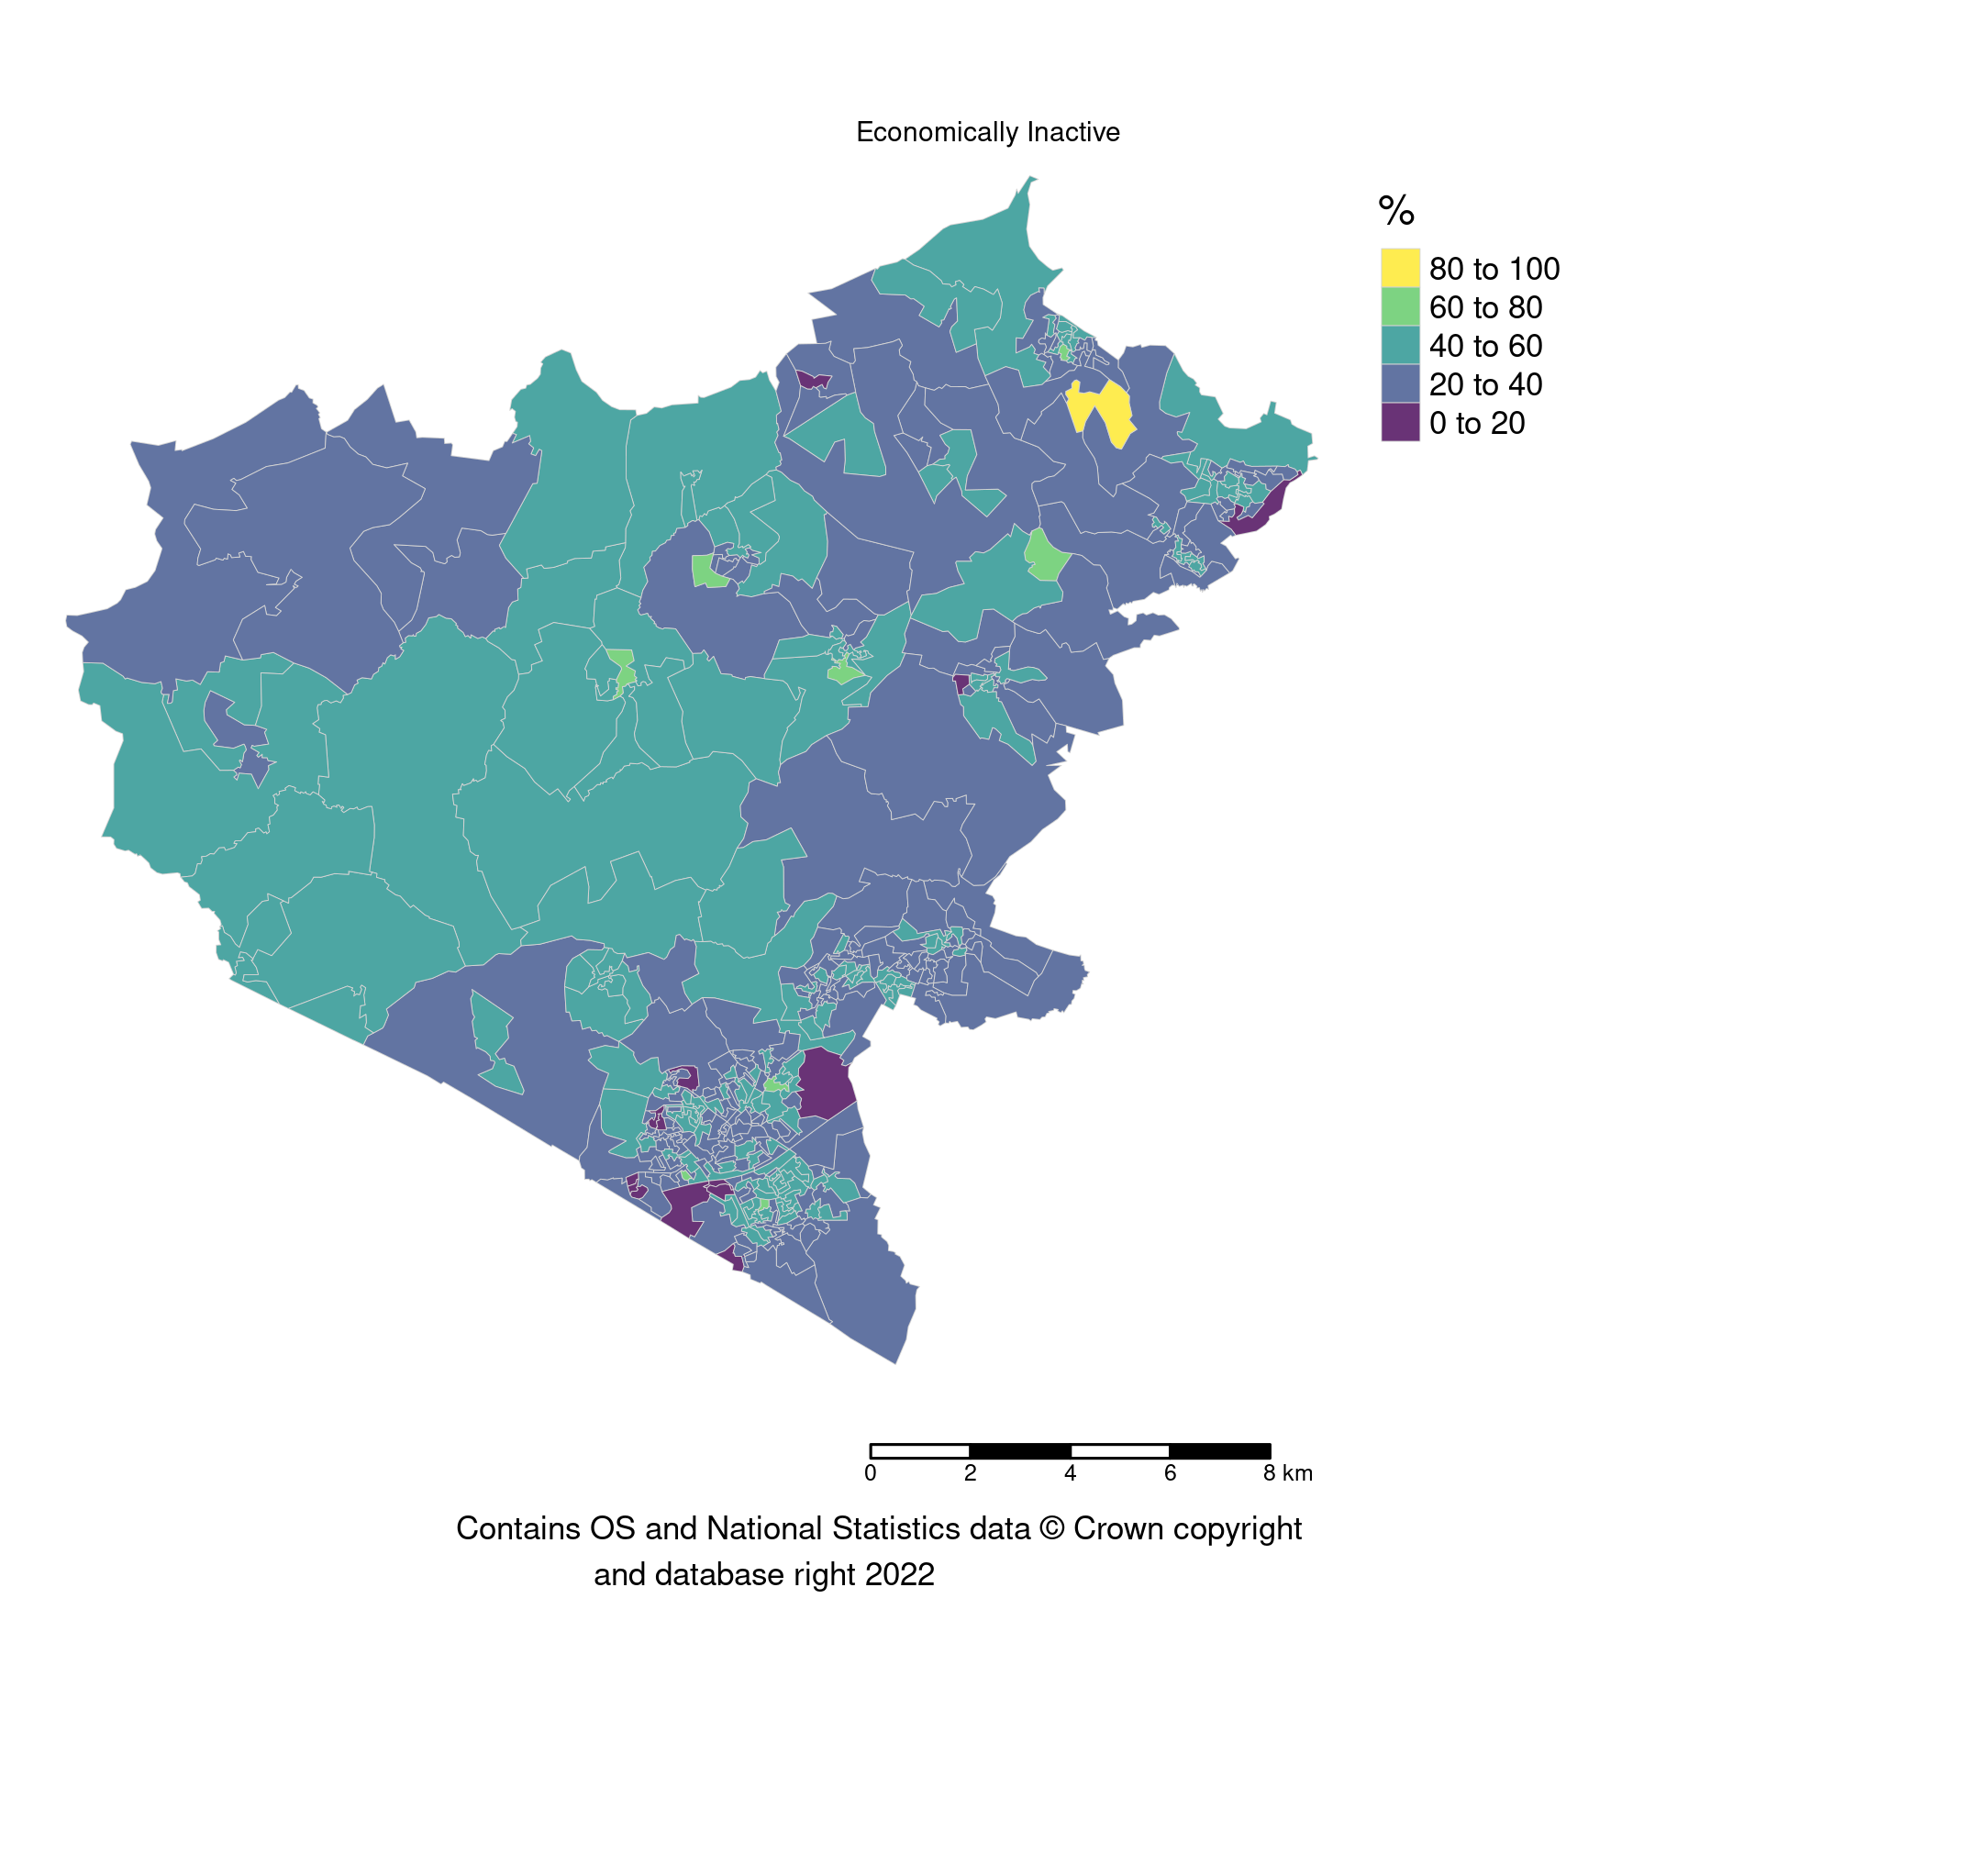 Economically Inactive
%
80 to 100
60 to 80
40 to 60
20 to 40
0 to 20
0 2 4 6 8 km
Contains OS and National Statistics data © Crown copyright
and database right 2022